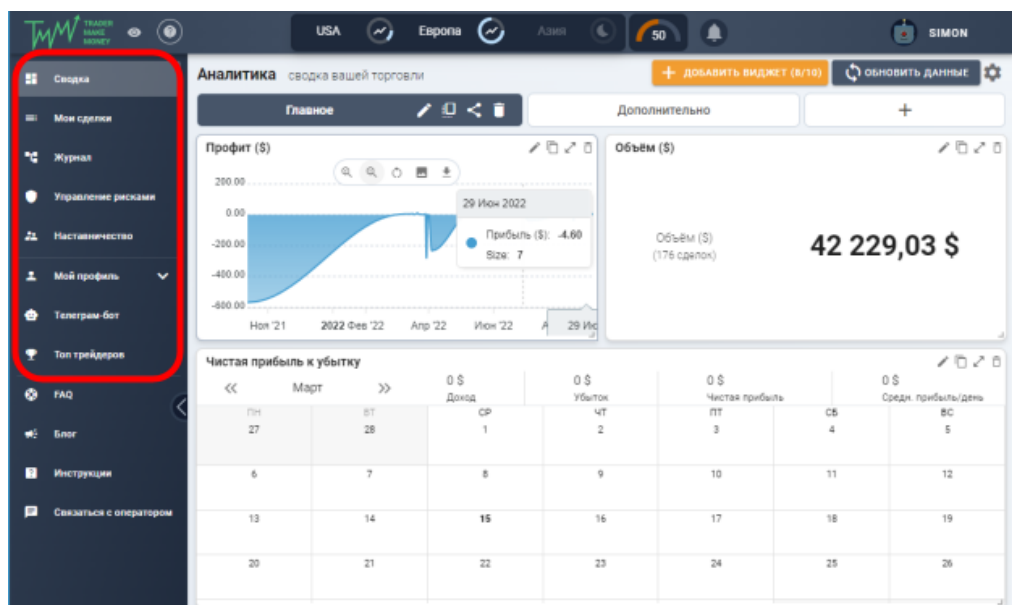 TMM TRADER MAKE MONEY
USA Европа Азия 50 SIMON
Сводка
Мои сделки
Журнал
Управление рисками
Наставничество
Мой профиль
Телеграм-бот
Топ трейдеров
FAQ
Блог
Инструкции
Связаться с оператором
Аналитика сводка вашей торговли
+ ДОБАВИТЬ ВИДЖЕТ (8/10) ОБНОВИТЬ ДАННЫЕ
Главное Дополнительно +
Профит ($)
200.00
0.00
-200.00
-400.00
-600.00
Ноя '21 2022 Фев '22 Апр '22 Июн '22 А 29 Ию
29 Июн 2022
Прибыль ($): -4.60
Size: 7
Объём ($)
Объём ($)
(176 сделок)
42 229,03 $
Чистая прибыль к убытку
Март
0 $ 0 $ 0 $ 0 $
Доход Убыток Чистая прибыль Средн. прибыль/день
ПН ВТ СР ЧТ ПТ СБ ВС
27 28 1 2 3 4 5
6 7 8 9 10 11 12
13 14 15 16 17 18 19
20 21 22 23 24 25 26